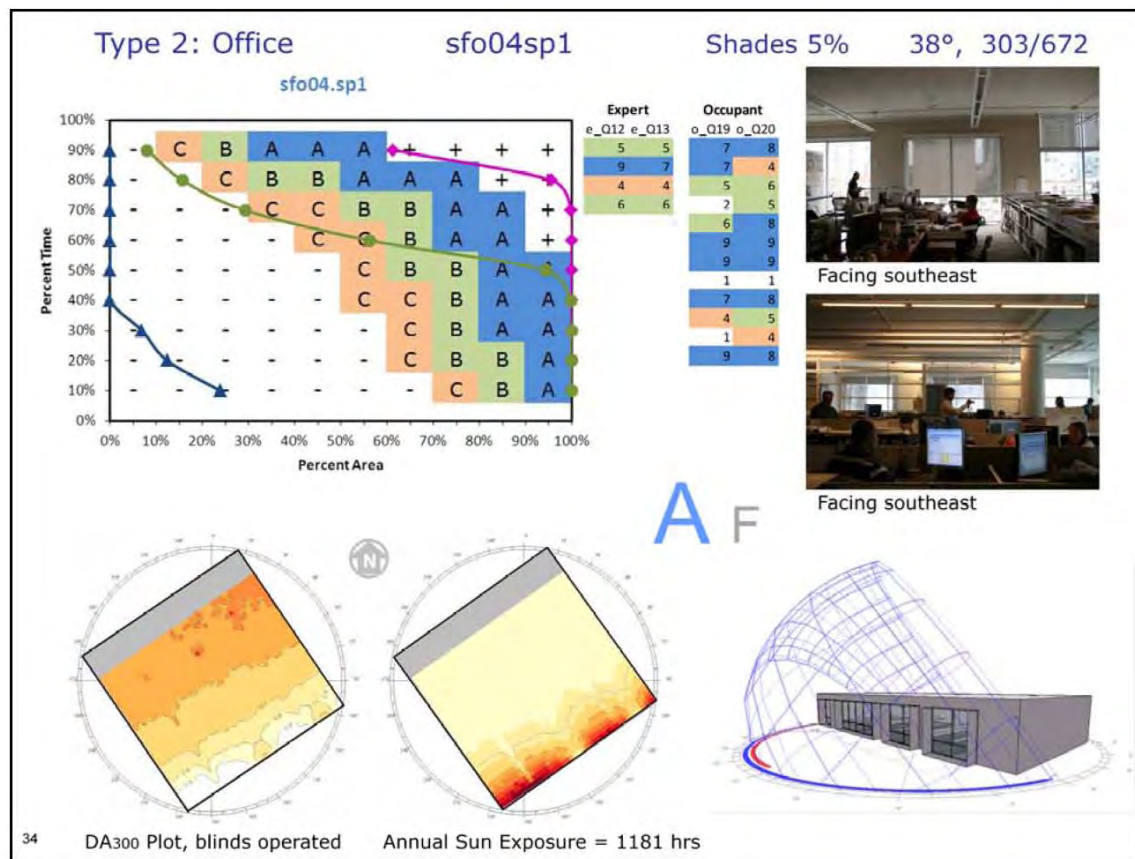 Type 2: Office sfo04sp1 Shades 5% 38°, 303/672
sfo04.sp1
Percent Time
100%
90% - C B A A A + + + +
80% - - C B B A A A + +
70% - - - C C B B A A +
60% - - - - C C B A A +
50% - - - - - C B B A A
40% - - - - - C C B A A
30% - - - - - - C B A A
20% - - - - - - C B B A
10% - - - - - - - C B A
0%
0% 10% 20% 30% 40% 50% 60% 70% 80% 90% 100%
Percent Area
Expert
e_Q12 e_Q13
5 5
9 7
4 4
6 6
Occupant
o_Q19 o_Q20
7 8
7 4
5 6
2 5
6 8
9 9
9 9
1 1
7 8
4 5
1 4
9 8
Facing southeast
Facing southeast
A F
N
34 DA300 Plot, blinds operated Annual Sun Exposure = 1181 hrs